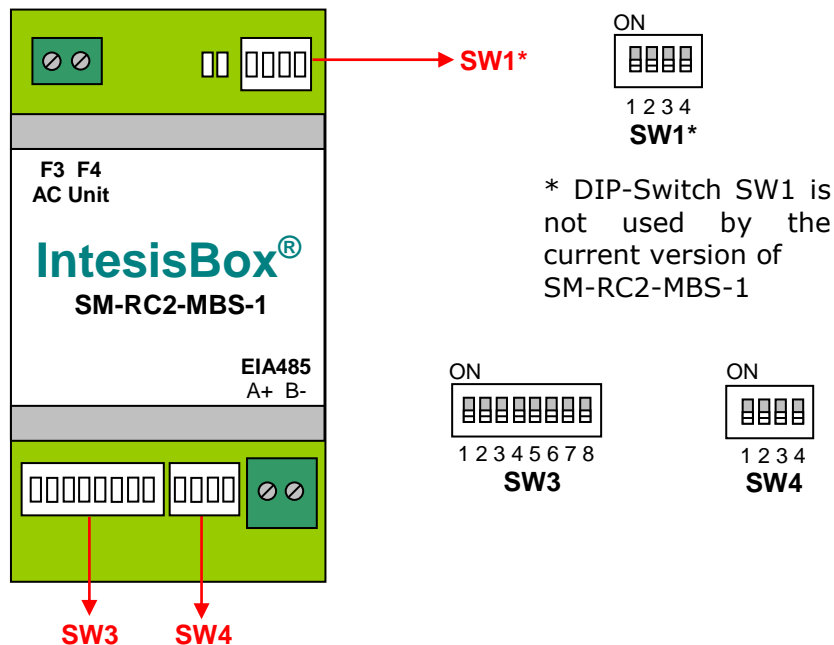 SW1*
F3 F4
AC Unit
IntesisBox®
SM-RC2-MBS-1
EIA485
A+ B-
SW3 SW4
ON
1 2 3 4
SW1*
* DIP-Switch SW1 is
not used by the
current version of
SM-RC2-MBS-1
ON
1 2 3 4 5 6 7 8
SW3
ON
1 2 3 4
SW4